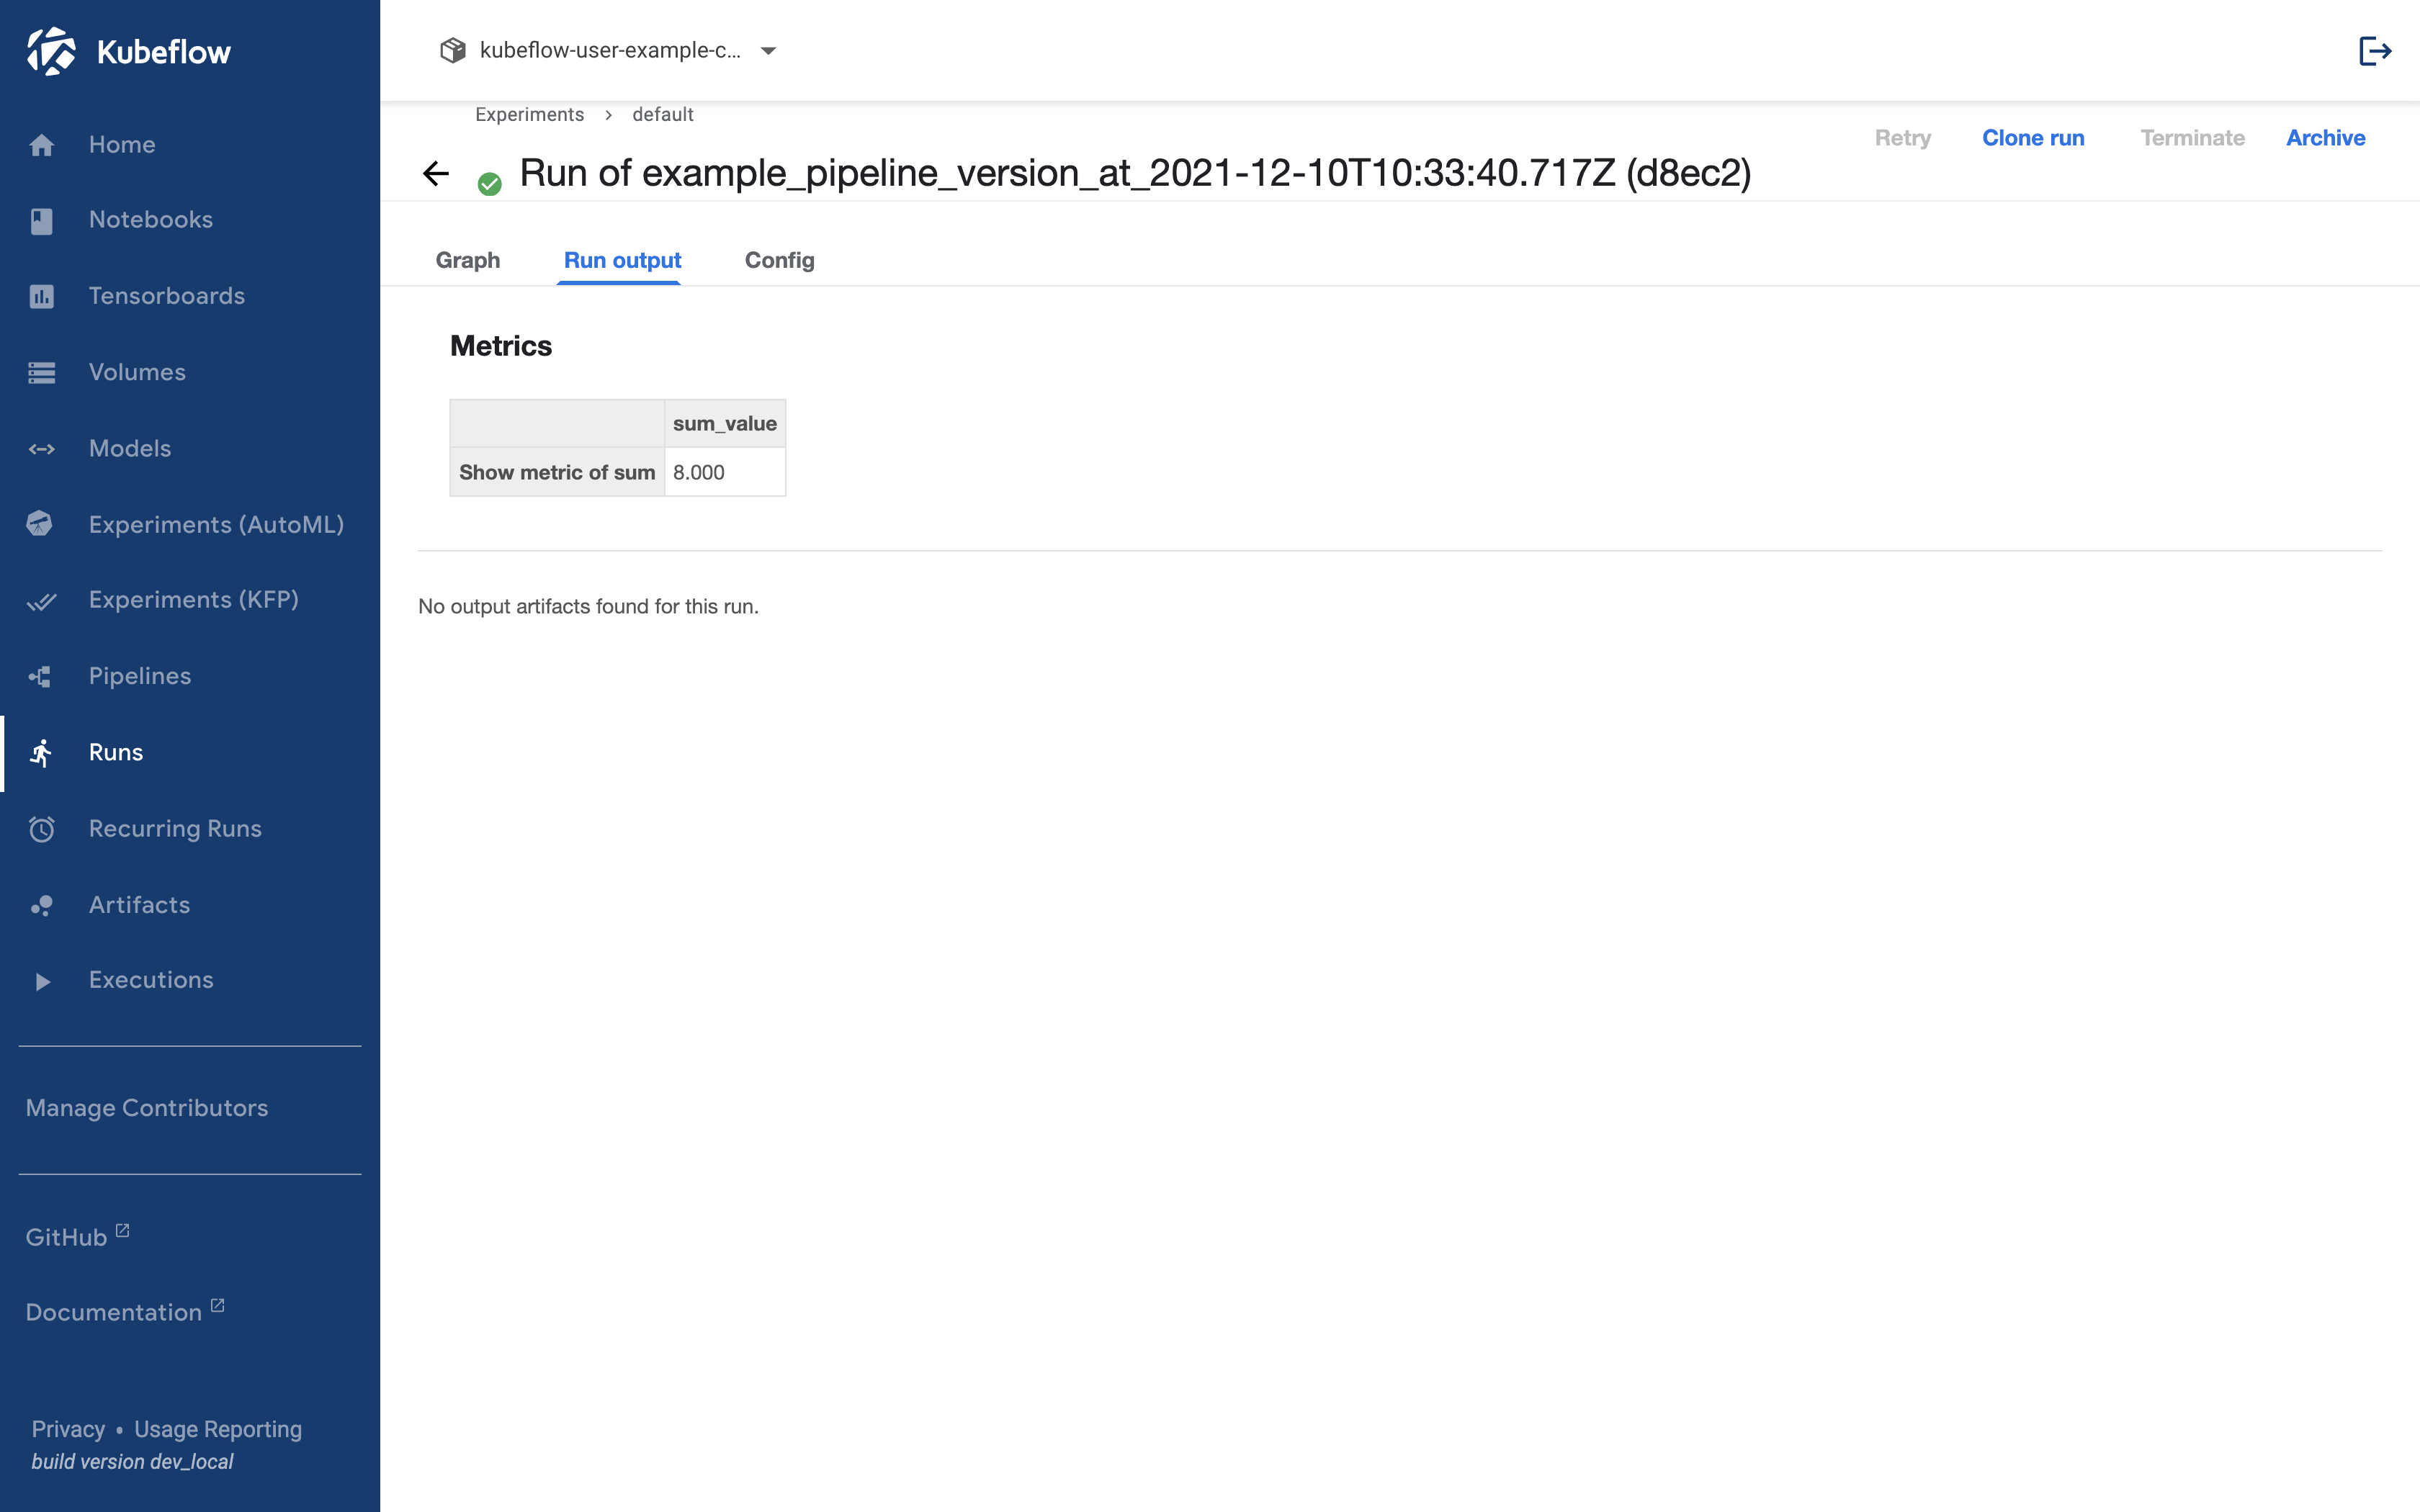 Kubeflow
Home
Notebooks
Tensorboards
Volumes
Models
Experiments (AutoML)
Experiments (KFP)
Pipelines
Runs
Recurring Runs
Artifacts
Executions
Manage Contributors
GitHub
Documentation
Privacy • Usage Reporting
build version dev_local
kubeflow-user-example-c...
Experiments > default
Retry Clone run Terminate Archive
Run of example_pipeline_version_at_2021-12-10T10:33:40.717Z (d8ec2)
Graph Run output Config
Metrics
sum_value
Show metric of sum 8.000
No output artifacts found for this run.